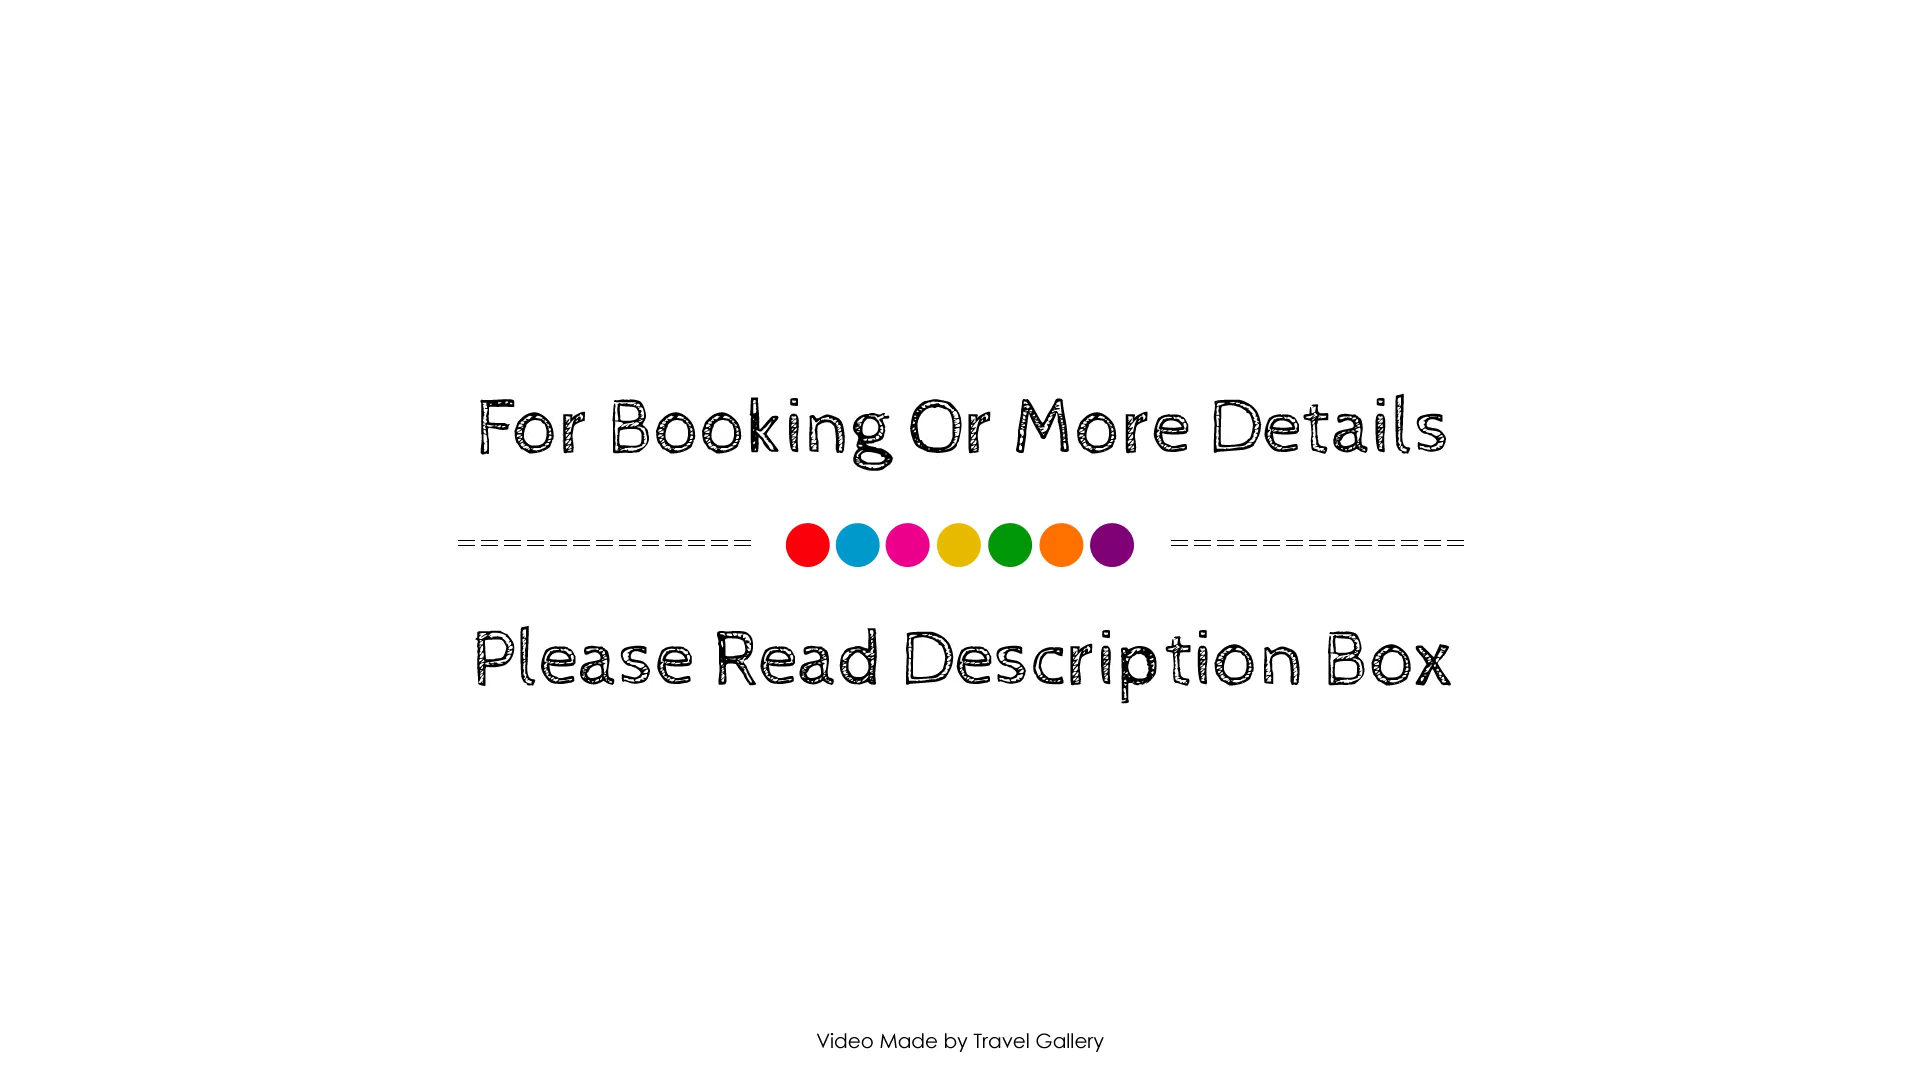 For Booking Or More Details
============= =============
Please Read Description Box
Video Made by Travel Gallery